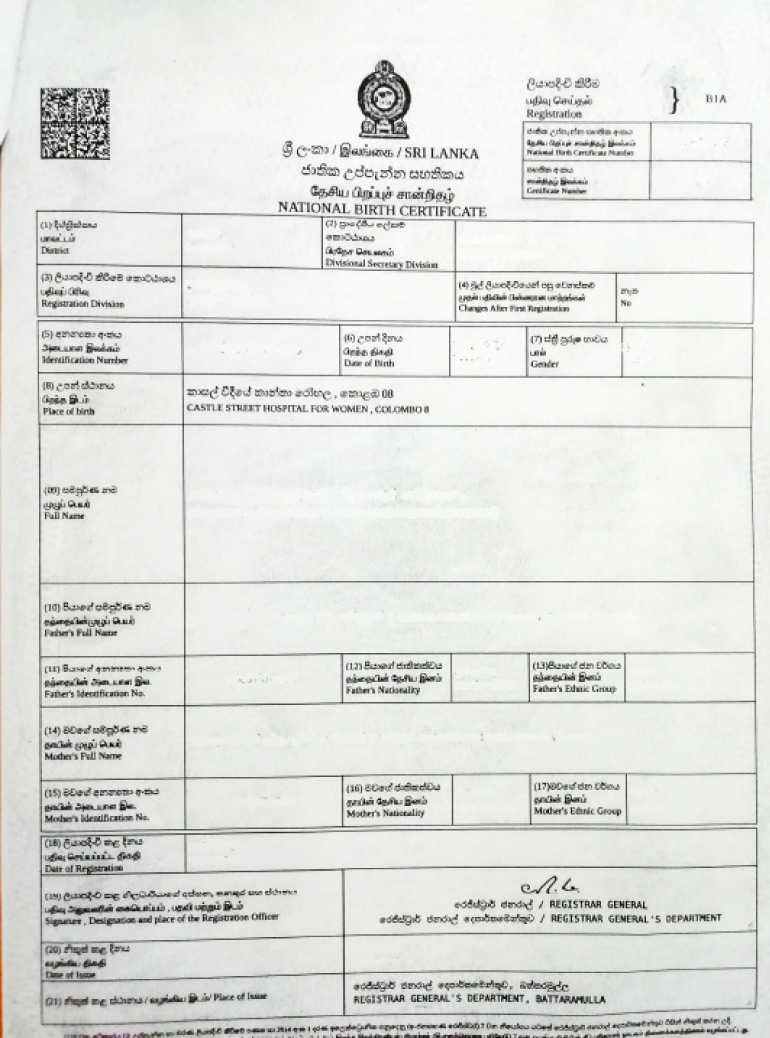 ලියාපදිංචි කිරීම
பதிவு செய்தல்
Registration
} B1A
ජාතික උප්පැන්න සහතික අංකය
தேசிய பிறப்புச் சான்றிதழ் இலக்கம்
National Birth Certificate Number
සහතික අංකය
சான்றிதழ் இலக்கம்
Certificate Number
ශ්‍රී ලංකා / இலங்கை / SRI LANKA
ජාතික උප්පැන්න සහතිකය
தேசிய பிறப்புச் சான்றிதழ்
NATIONAL BIRTH CERTIFICATE
(1) දිස්ත්‍රික්කය
மாவட்டம்
District
(2) ප්‍රාදේශීය ලේකම්
කොට්ඨාශය
பிரதேச செயலகம்
Divisional Secretary Division
(3) ලියාපදිංචි කිරීමේ කොට්ඨාශය
பதிவுப் பிரிவு
Registration Division
(4) මුල් ලියාපදිංචියෙන් පසු වෙනස්කම්
முதல் பதிவின் பின்னரான மாற்றங்கள்
Changes After First Registration
නැත
No
(5) අනන්‍යතා අංකය
அடையாள இலக்கம்
Identification Number
(6) උපන් දිනය
பிறந்த திகதி
Date of Birth
(7) ස්ත්‍රී පුරුෂ භාවය
பால்
Gender
(8) උපන් ස්ථානය
பிறந்த இடம்
Place of birth
කාසල් වීදියේ කාන්තා රෝහල , කොළඹ 08
CASTLE STREET HOSPITAL FOR WOMEN , COLOMBO 8
(09) සම්පූර්ණ නම
முழுப் பெயர்
Full Name
(10) පියාගේ සම්පූර්ණ නම
தந்தையின்முழுப் பெயர்
Father's Full Name
(11) පියාගේ අනන්‍යතා අංකය
தந்தையின் அடையாள இல.
Father's Identification No.
(12) පියාගේ ජාතිකත්වය
தந்தையின் தேசிய இனம்
Father's Nationality
(13)පියාගේ ජන වර්ගය
தந்தையின் இனம்
Father's Ethnic Group
(14) මවගේ සම්පූර්ණ නම
தாயின் முழுப் பெயர்
Mother's Full Name
(15) මවගේ අනන්‍යතා අංකය
தாயின் அடையாள இல.
Mother's Identification No.
(16) මවගේ ජාතිකත්වය
தாயின் தேசிய இனம்
Mother's Nationality
(17)මවගේ ජන වර්ගය
தாயின் இனம்
Mother's Ethnic Group
(18) ලියාපදිංචි කළ දිනය
பதிவு செய்யப்பட்ட திகதி
Date of Registration
(19) ලියාපදිංචි කළ නිලධාරියාගේ අත්සන, තනතුර සහ ස්ථානය
பதிவு அலுவலரின் கையொப்பம் , பதவி மற்றும் இடம்
Signature , Designation and place of the Registration Officer
රෙජිස්ට්‍රාර් ජනරාල් / REGISTRAR GENERAL
රෙජිස්ට්‍රාර් ජනරාල් දෙපාර්තමේන්තුව / REGISTRAR GENERAL'S DEPARTMENT
(20) නිකුත් කළ දිනය
வழங்கிய திகதி
Date of Issue
(21) නිකුත් කළ ස්ථානය / வழங்கிய இடம்/ Place of Issue
රෙජිස්ට්‍රාර් ජනරාල් දෙපාර්තමේන්තුව, බත්තරමුල්ල
REGISTRAR GENERAL'S DEPARTMENT, BATTARAMULLA